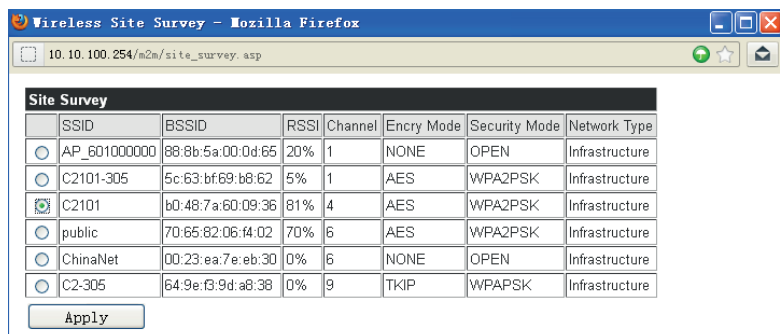 Wireless Site Survey - Mozilla Firefox
10.10.100.254/m2m/site_survey.asp
Site Survey
SSID BSSID RSSI Channel Encry Mode Security Mode Network Type
AP_601000000 88:8b:5a:00:0d:65 20% 1 NONE OPEN Infrastructure
C2101-305 5c:63:bf:69:b8:62 5% 1 AES WPA2PSK Infrastructure
C2101 b0:48:7a:60:09:36 81% 4 AES WPA2PSK Infrastructure
public 70:65:82:06:f4:02 70% 6 AES WPA2PSK Infrastructure
ChinaNet 00:23:ea:7e:eb:30 0% 6 NONE OPEN Infrastructure
C2-305 64:9e:f3:9d:a8:38 0% 9 TKIP WPAPSK Infrastructure
Apply